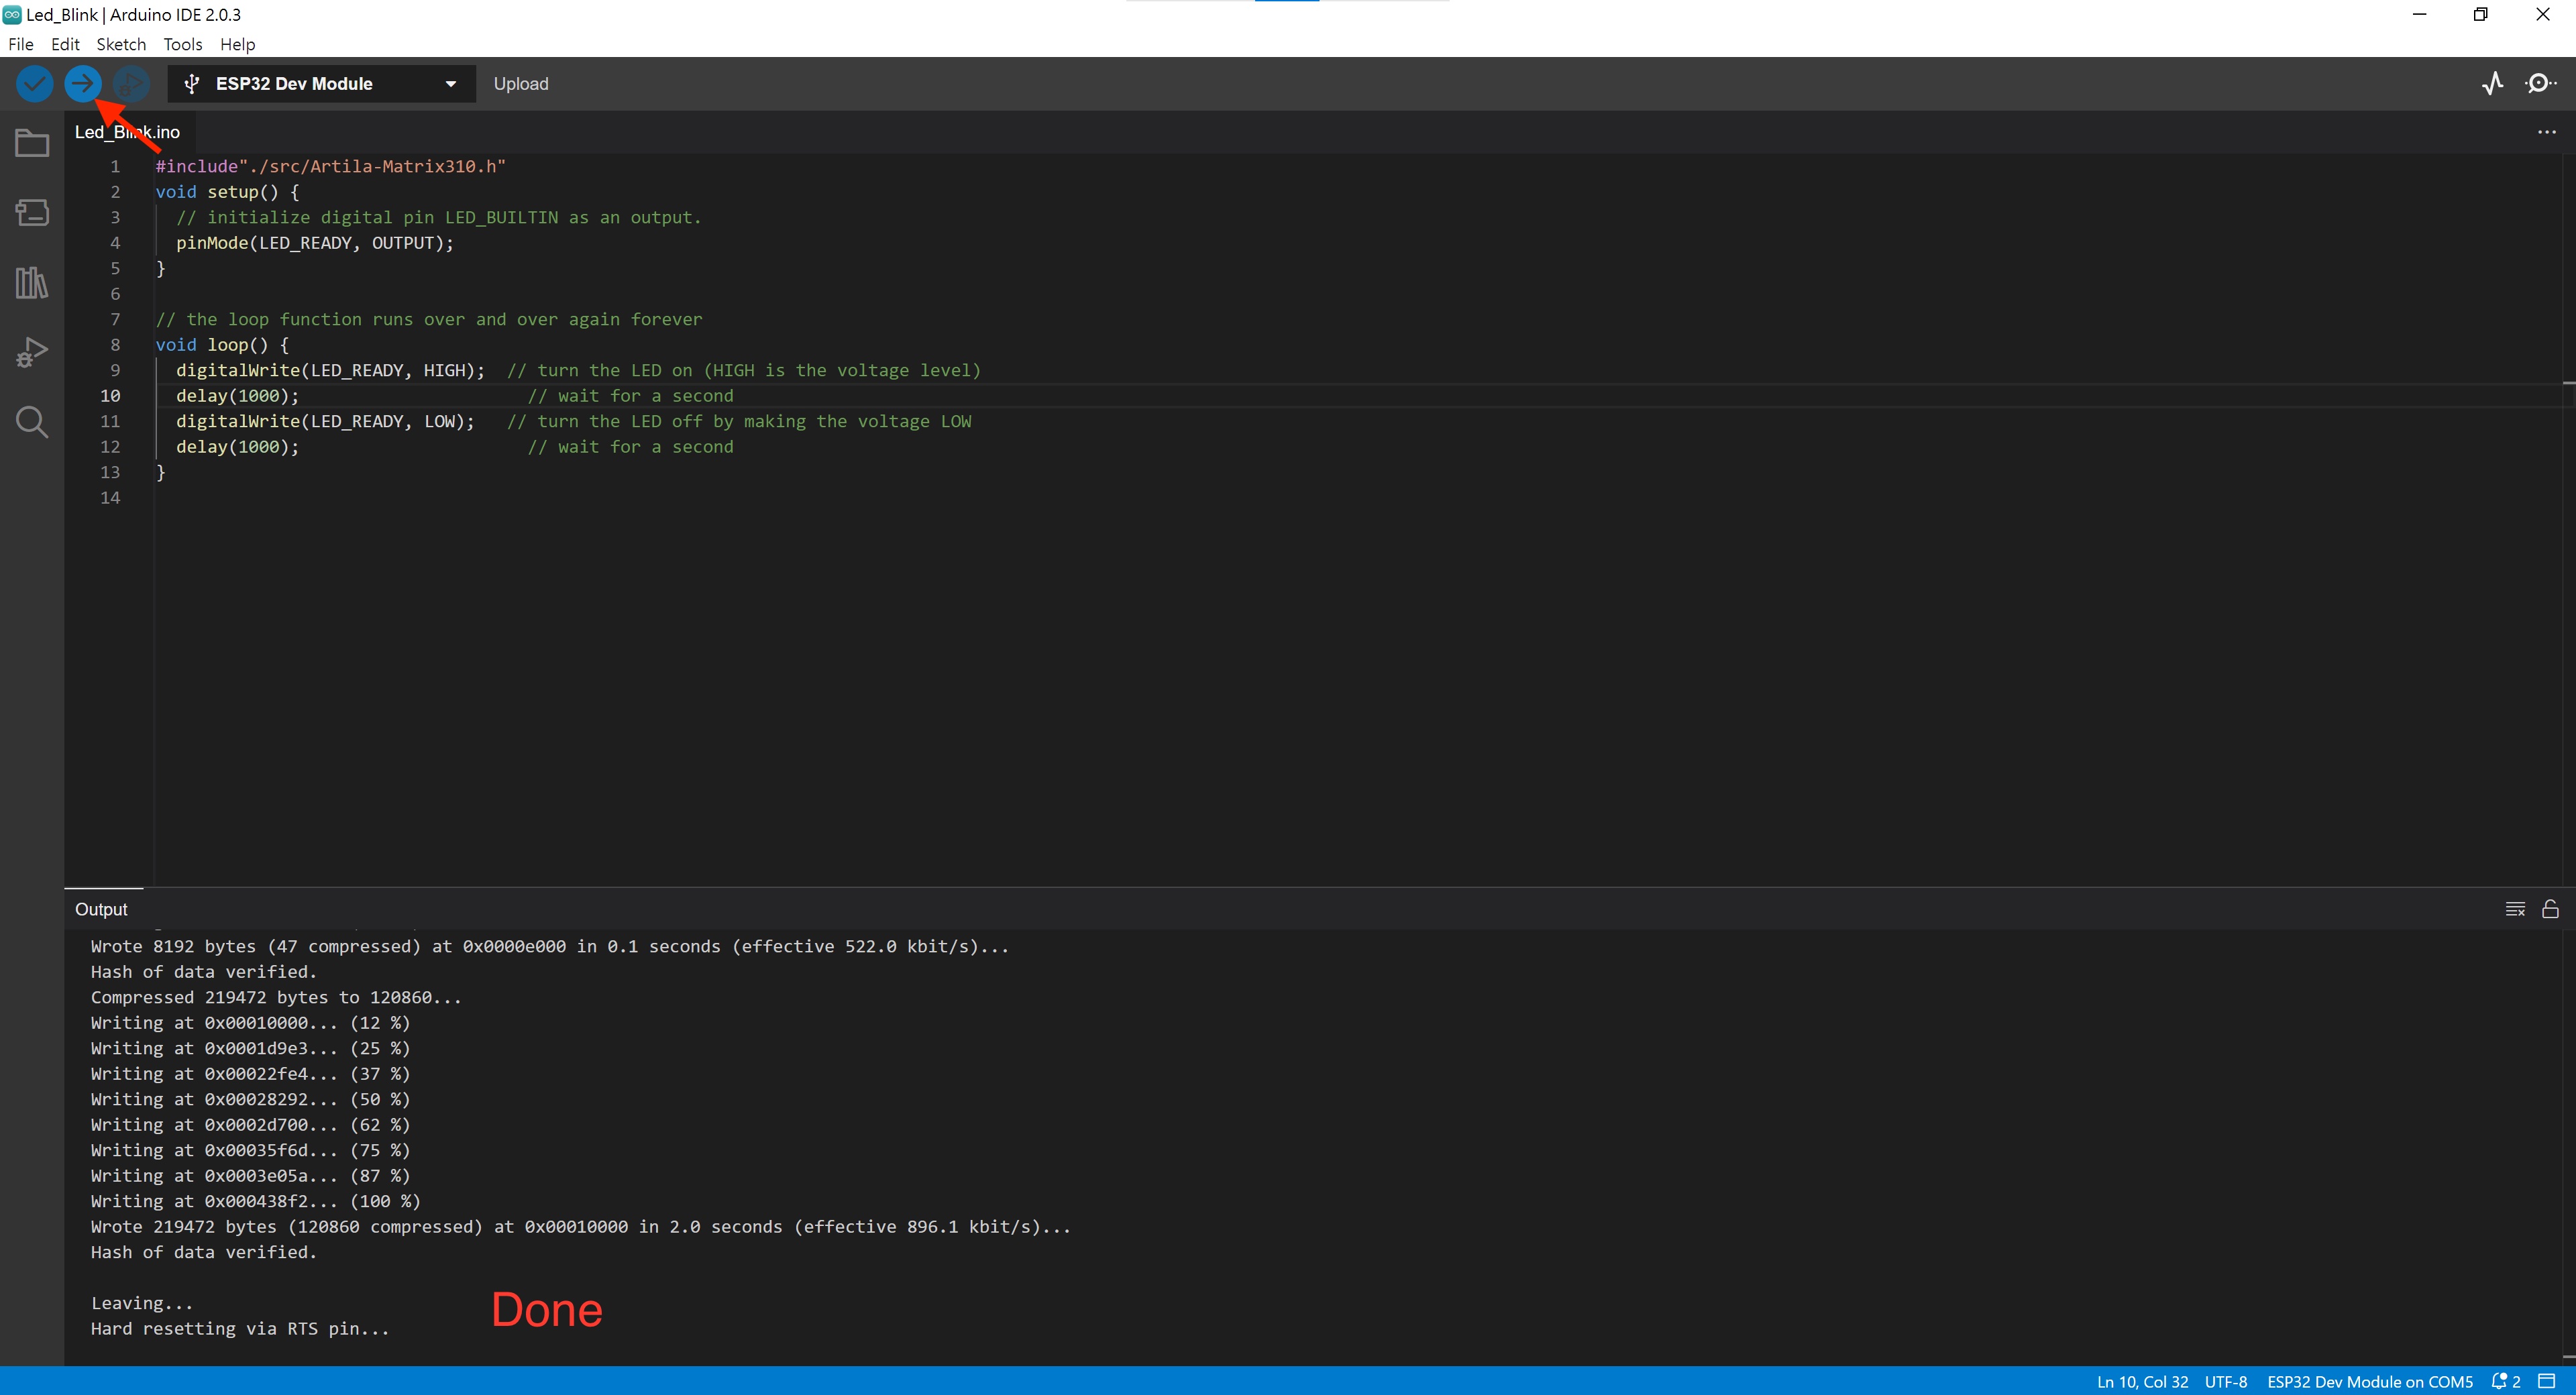 Led_Blink | Arduino IDE 2.0.3
File Edit Sketch Tools Help
ESP32 Dev Module Upload
Led_Blink.ino
1 #include"./src/Artila-Matrix310.h"
2 void setup() {
3 // initialize digital pin LED_BUILTIN as an output.
4 pinMode(LED_READY, OUTPUT);
5 }
6
7 // the loop function runs over and over again forever
8 void loop() {
9 digitalWrite(LED_READY, HIGH); // turn the LED on (HIGH is the voltage level)
10 delay(1000); // wait for a second
11 digitalWrite(LED_READY, LOW); // turn the LED off by making the voltage LOW
12 delay(1000); // wait for a second
13 }
14
Output
Wrote 8192 bytes (47 compressed) at 0x0000e000 in 0.1 seconds (effective 522.0 kbit/s)...
Hash of data verified.
Compressed 219472 bytes to 120860...
Writing at 0x00010000... (12 %)
Writing at 0x0001d9e3... (25 %)
Writing at 0x00022fe4... (37 %)
Writing at 0x00028292... (50 %)
Writing at 0x0002d700... (62 %)
Writing at 0x00035f6d... (75 %)
Writing at 0x0003e05a... (87 %)
Writing at 0x000438f2... (100 %)
Wrote 219472 bytes (120860 compressed) at 0x00010000 in 2.0 seconds (effective 896.1 kbit/s)...
Hash of data verified.
Leaving...
Done
Hard resetting via RTS pin...
Ln 10, Col 32 UTF-8 ESP32 Dev Module on COM5 2